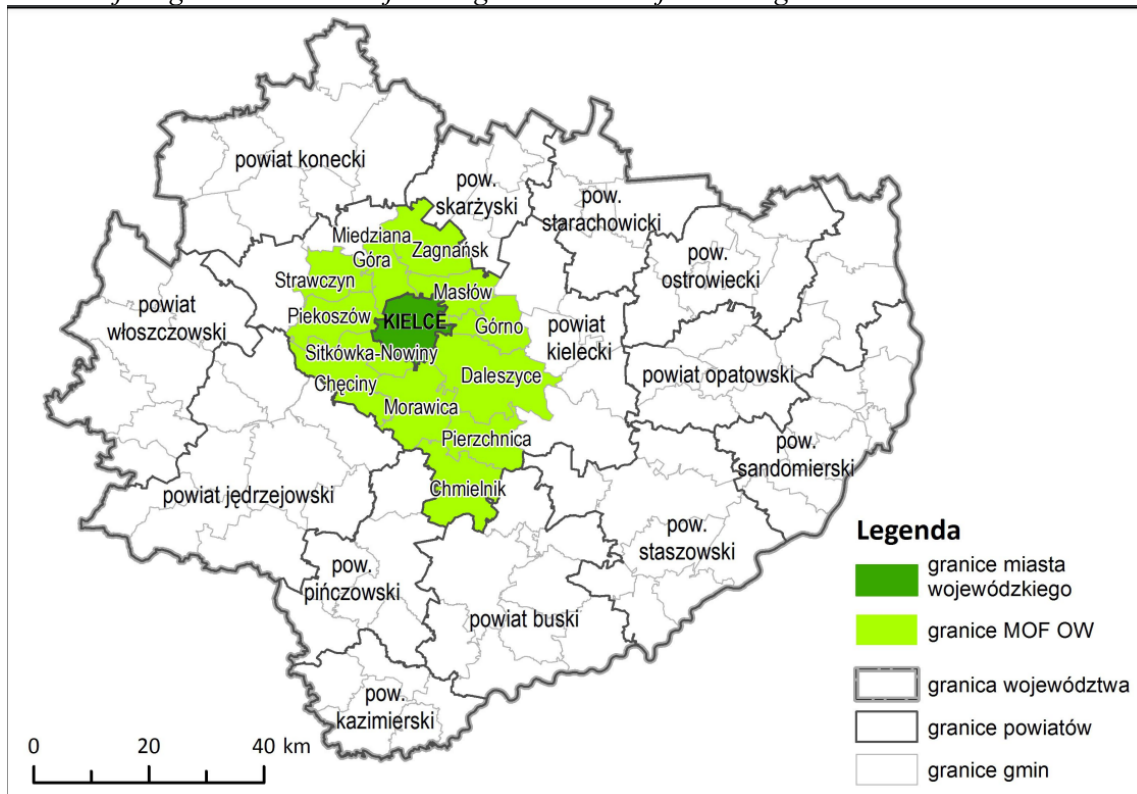 powiat konecki
pow.
skarżyski
pow.
starachowicki
Miedziana
Góra
Zagnańsk
pow.
ostrowiecki
Strawczyn
Masłów
powiat
włoszczowski
Piekoszów
KIELCE
Górno
powiat
kielecki
Sitkówka-Nowiny
Daleszyce
powiat opatowski
Chęciny
Morawica
Pierzchnica
pow.
sandomierski
powiat jędrzejowski
Chmielnik
pow.
staszowski
pow.
pińczowski
powiat buski
pow.
kazimierski
Legenda
granice miasta
wojewódzkiego
granice MOF OW
granica województwa
granice powiatów
granice gmin
0 20 40 km